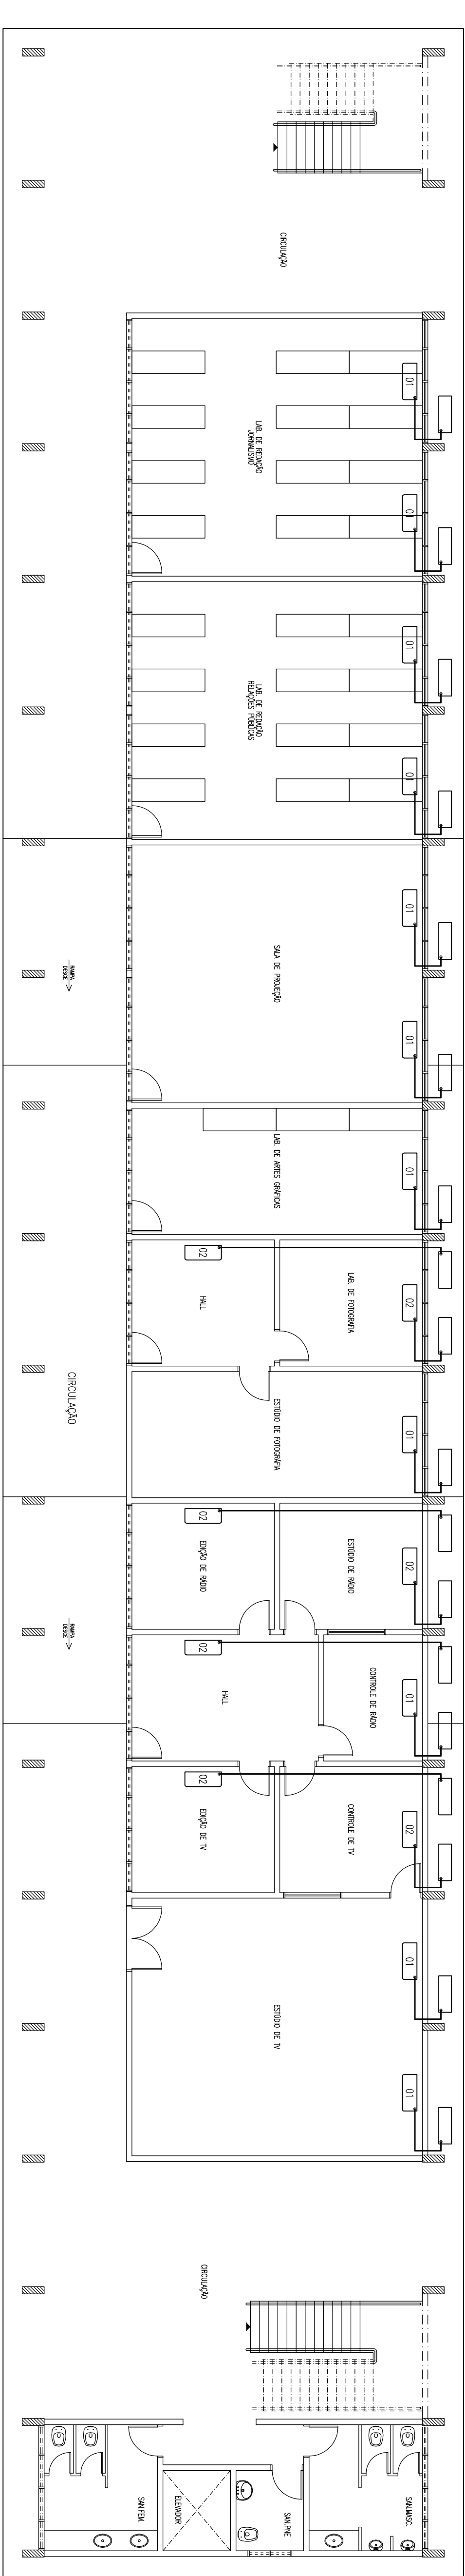 CIRCULAÇÃO
01
LAB. DE REDAÇÃO
JORNALISMO
01
01
LAB. DE REDAÇÃO
RELAÇÕES PÚBLICAS
01
01
SALA DE PROJEÇÃO
RAMPA
DESCE
01
01
LAB. DE ARTES GRÁFICAS
02
02
HALL
LAB. DE FOTOGRAFIA
CIRCULAÇÃO
01
ESTÚDIO DE FOTOGRAFIA
02
02
EDIÇÃO DE RÁDIO
ESTÚDIO DE RÁDIO
RAMPA
DESCE
02
01
HALL
CONTROLE DE RÁDIO
02
02
EDIÇÃO DE TV
CONTROLE DE TV
01
ESTÚDIO DE TV
01
CIRCULAÇÃO
SAN.FEM.
ELEVADOR
SAN.PNE
SAN.MASC.